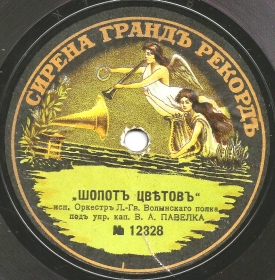 СИРЕНА ГРАНДЪ РЕКОРДЪ
„ШОПОТЪ ЦВѢТОВЪ“
исп. Оркестръ Л.-Гв. Волынскаго полка
подъ упр. кап. В. А. ПАВЕЛКА
№ 12328